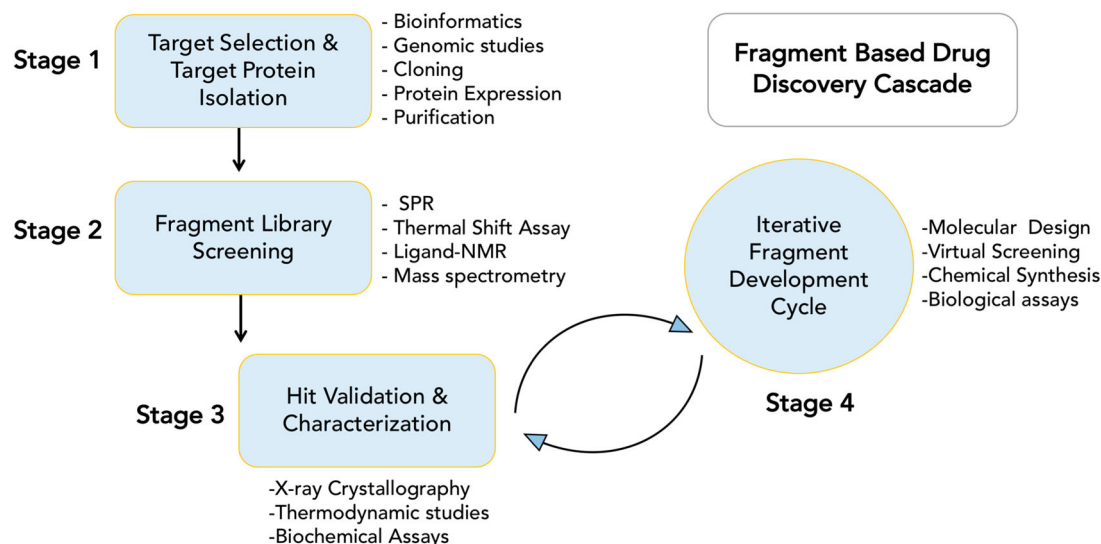 Stage 1
Target Selection &
Target Protein
Isolation
- Bioinformatics
- Genomic studies
- Cloning
- Protein Expression
- Purification
Fragment Based Drug
Discovery Cascade
Stage 2
Fragment Library
Screening
- SPR
- Thermal Shift Assay
- Ligand-NMR
- Mass spectrometry
Iterative
Fragment
Development
Cycle
-Molecular Design
-Virtual Screening
-Chemical Synthesis
-Biological assays
Stage 4
Stage 3
Hit Validation &
Characterization
-X-ray Crystallography
-Thermodynamic studies
-Biochemical Assays